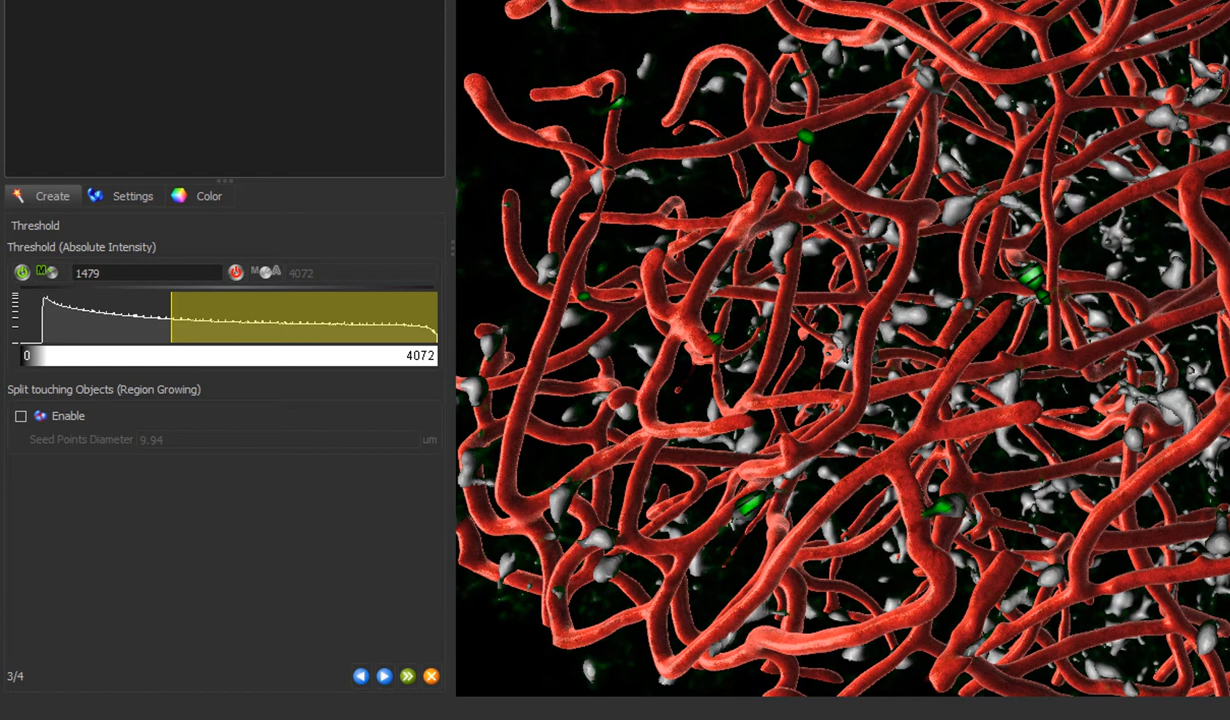 Create Settings Color
Threshold
Threshold (Absolute Intensity)
M 1479 M A 4072
0 4072
Split touching Objects (Region Growing)
Enable
Seed Points Diameter 9.94 um
3/4